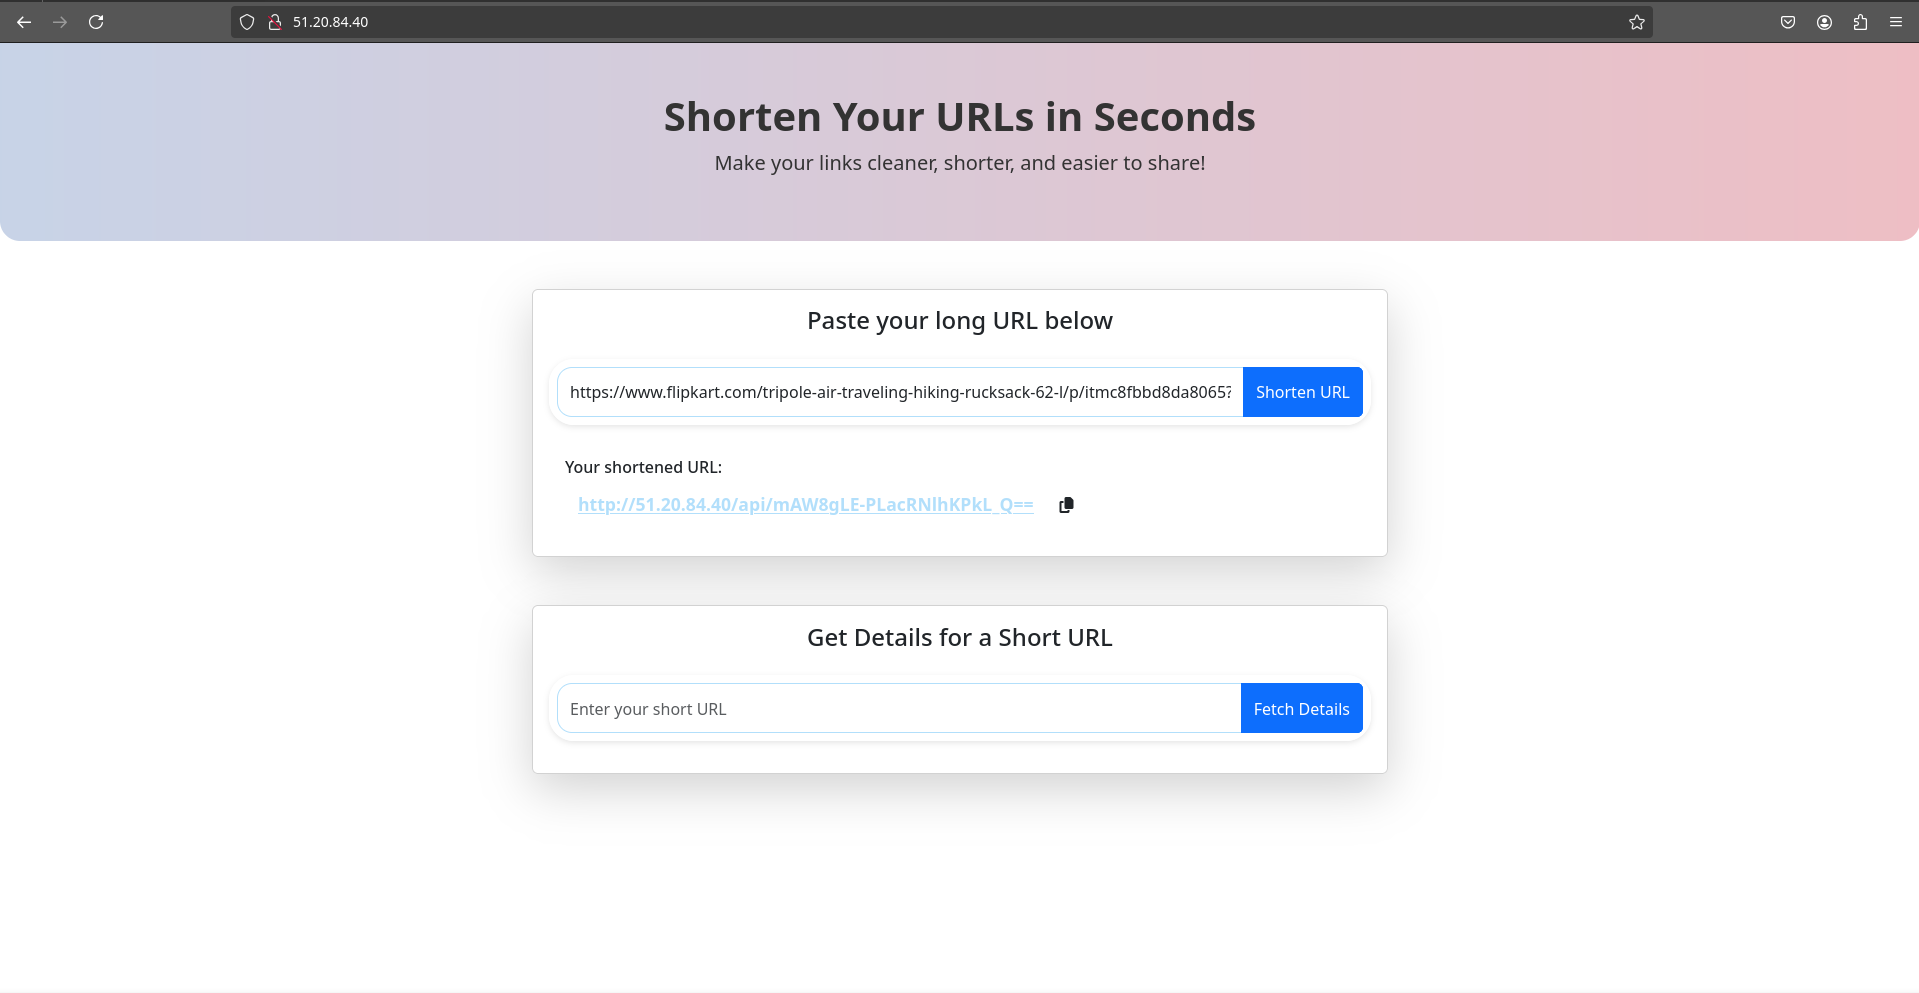 51.20.84.40
Shorten Your URLs in Seconds
Make your links cleaner, shorter, and easier to share!
Paste your long URL below
https://www.flipkart.com/tripole-air-traveling-hiking-rucksack-62-l/p/itmc8fbbd8da8065?
Shorten URL
Your shortened URL:
http://51.20.84.40/api/mAW8gLE-PLacRNlhKPkL_Q==
Get Details for a Short URL
Enter your short URL
Fetch Details